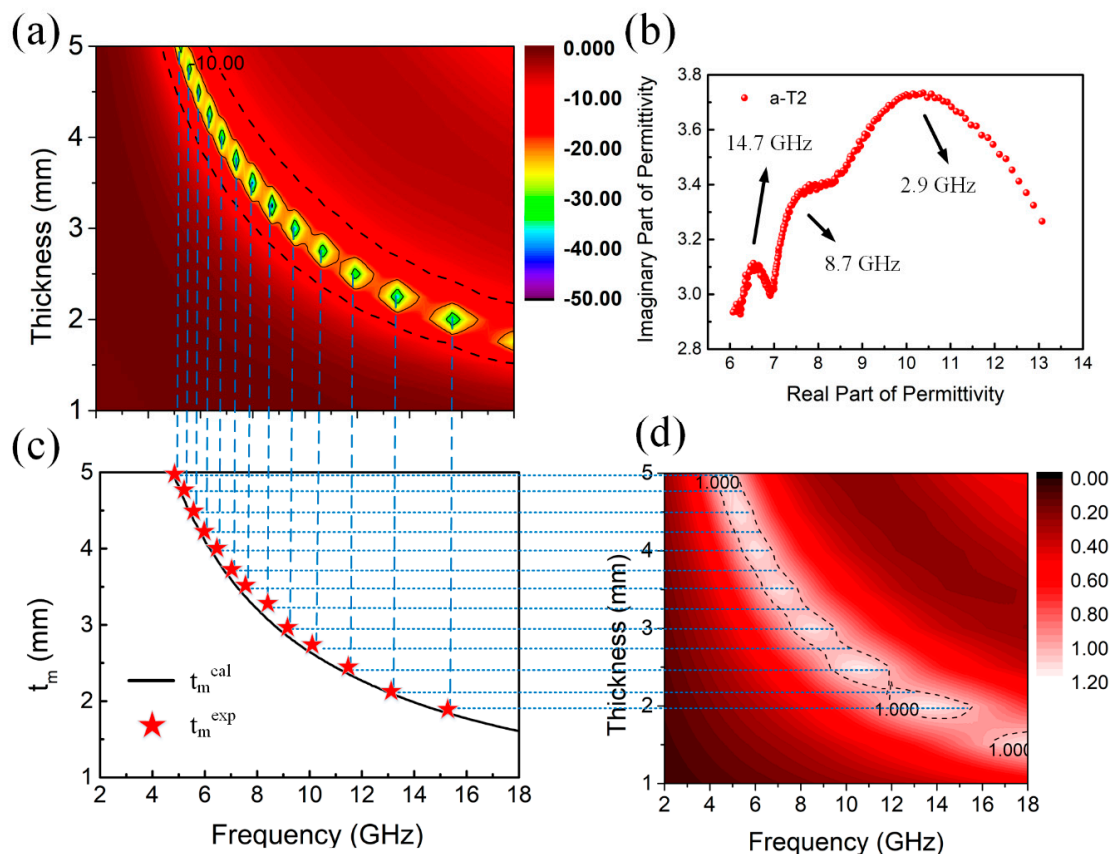 (a)
5
4
3
2
1
Thickness (mm)
10.00
0.000
-10.00
-20.00
-30.00
-40.00
-50.00
(b)
3.8
3.6
3.4
3.2
3.0
2.8
Imaginary Part of Permittivity
a-T2
14.7 GHz
8.7 GHz
2.9 GHz
6 7 8 9 10 11 12 13 14
Real Part of Permittivity
(c)
5
4
3
2
1
t_m (mm)
t_m^cal
t_m^exp
2 4 6 8 10 12 14 16 18
Frequency (GHz)
(d)
5
4
3
2
1
Thickness (mm)
1.000
1.000
1.000
2 4 6 8 10 12 14 16 18
Frequency (GHz)
0.00
0.20
0.40
0.60
0.80
1.00
1.20